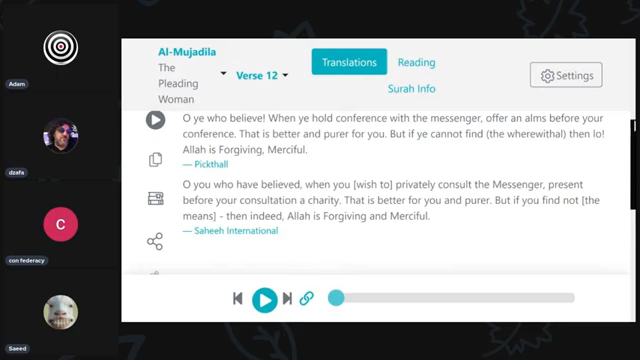 Adam
dzafa
C
con federacy
Saeed
Al-Mujadila
The
Pleading
Woman
Verse 12
Translations
Reading
Surah Info
Settings
O ye who believe! When ye hold conference with the messenger, offer an alms before your
conference. That is better and purer for you. But if ye cannot find (the wherewithal) then lo!
Allah is Forgiving, Merciful.
— Pickthall
O you who have believed, when you [wish to] privately consult the Messenger, present
before your consultation a charity. That is better for you and purer. But if you find not [the
means] - then indeed, Allah is Forgiving and Merciful.
— Saheeh International